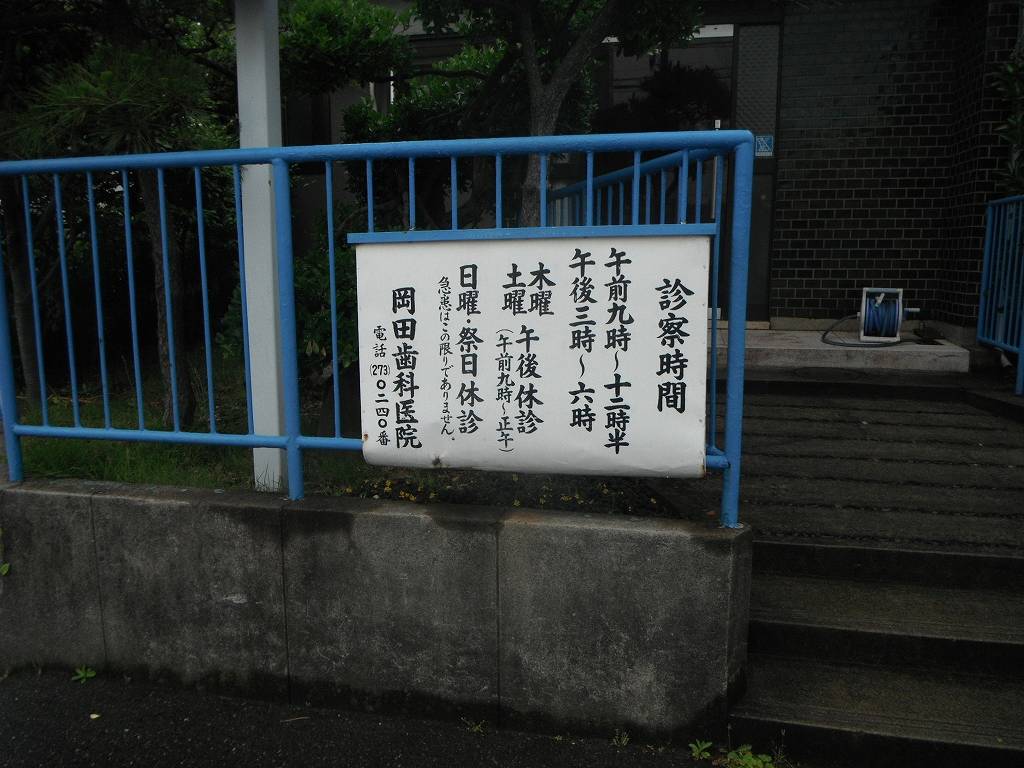 診察時間
午前九時～十二時半
午後三時～六時
木曜
土曜
午後休診
(午前九時～正午)
日曜・祭日休診
急患はこの限りでありません。
岡田歯科医院
電話(273)〇二四〇番